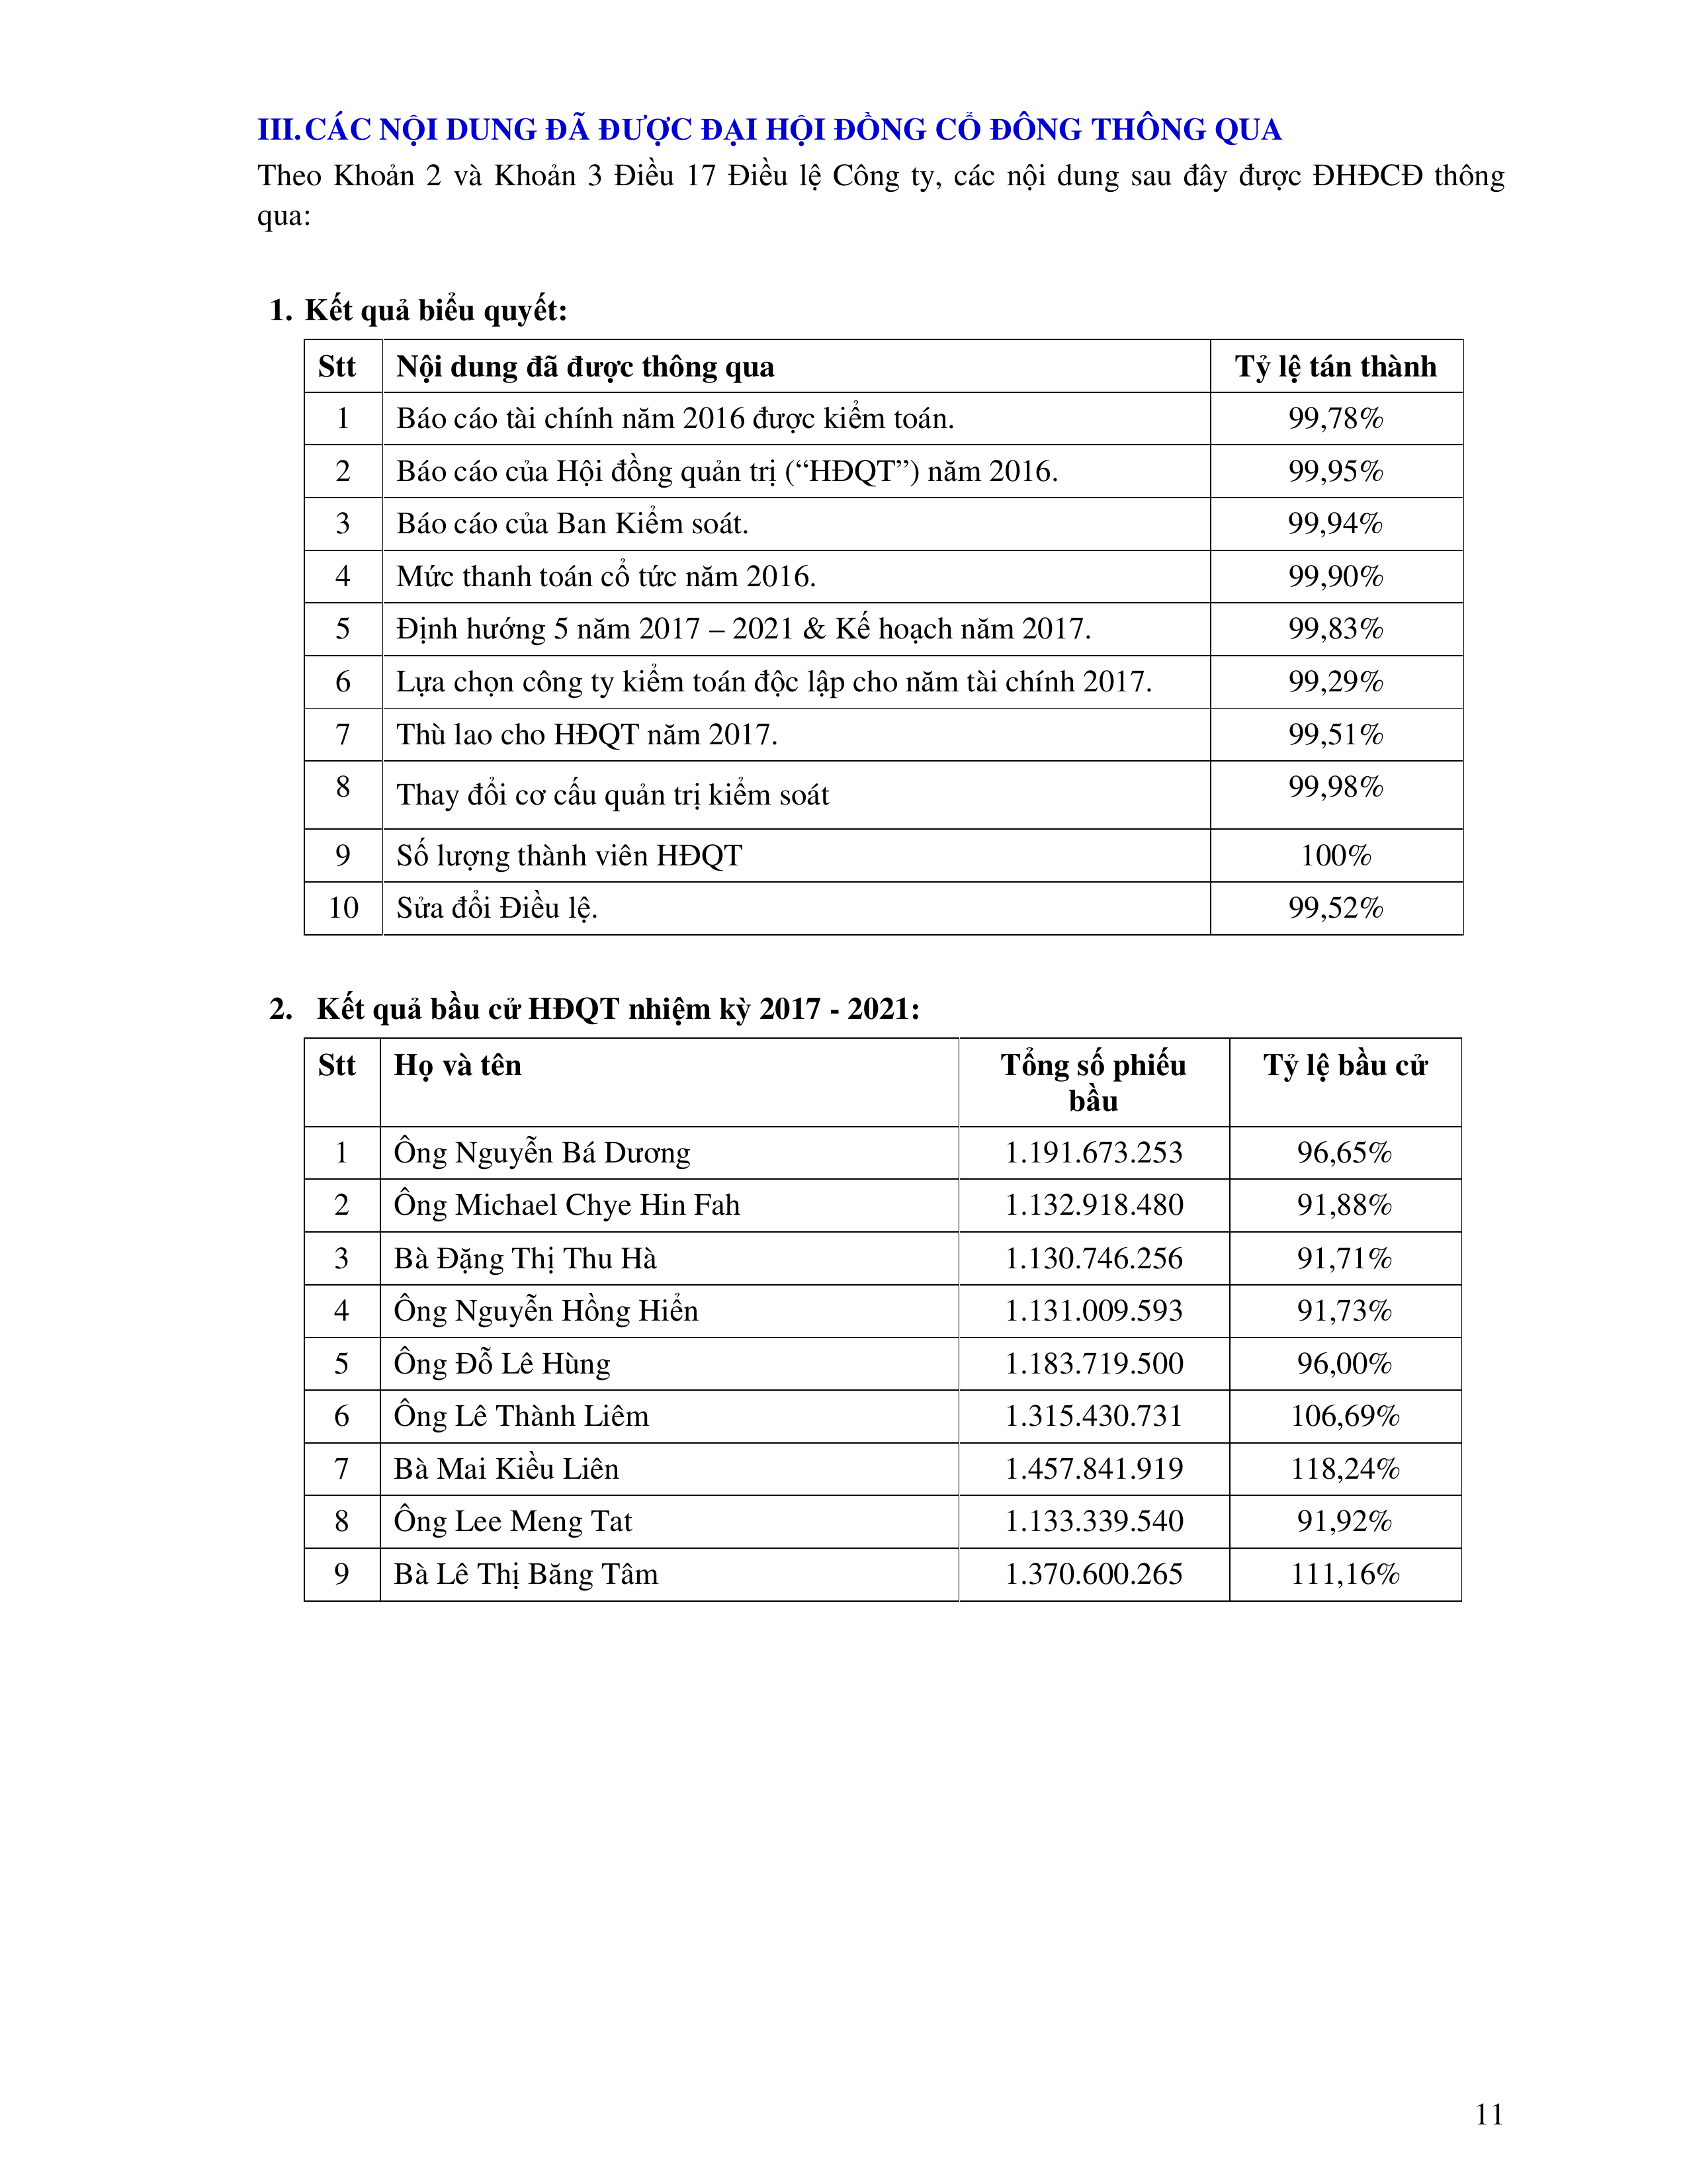 III. CÁC NỘI DUNG ĐÃ ĐƯỢC ĐẠI HỘI ĐỒNG CỔ ĐÔNG THÔNG QUA
Theo Khoản 2 và Khoản 3 Điều 17 Điều lệ Công ty, các nội dung sau đây được ĐHĐCĐ thông
qua:
1. Kết quả biểu quyết:
Stt Nội dung đã được thông qua Tỷ lệ tán thành
1 Báo cáo tài chính năm 2016 được kiểm toán. 99,78%
2 Báo cáo của Hội đồng quản trị (“HĐQT”) năm 2016. 99,95%
3 Báo cáo của Ban Kiểm soát. 99,94%
4 Mức thanh toán cổ tức năm 2016. 99,90%
5 Định hướng 5 năm 2017 – 2021 & Kế hoạch năm 2017. 99,83%
6 Lựa chọn công ty kiểm toán độc lập cho năm tài chính 2017. 99,29%
7 Thù lao cho HĐQT năm 2017. 99,51%
8 Thay đổi cơ cấu quản trị kiểm soát 99,98%
9 Số lượng thành viên HĐQT 100%
10 Sửa đổi Điều lệ. 99,52%
2. Kết quả bầu cử HĐQT nhiệm kỳ 2017 - 2021:
Stt Họ và tên Tổng số phiếu Tỷ lệ bầu cử
bầu
1 Ông Nguyễn Bá Dương 1.191.673.253 96,65%
2 Ông Michael Chye Hin Fah 1.132.918.480 91,88%
3 Bà Đặng Thị Thu Hà 1.130.746.256 91,71%
4 Ông Nguyễn Hồng Hiển 1.131.009.593 91,73%
5 Ông Đỗ Lê Hùng 1.183.719.500 96,00%
6 Ông Lê Thành Liêm 1.315.430.731 106,69%
7 Bà Mai Kiều Liên 1.457.841.919 118,24%
8 Ông Lee Meng Tat 1.133.339.540 91,92%
9 Bà Lê Thị Băng Tâm 1.370.600.265 111,16%
11